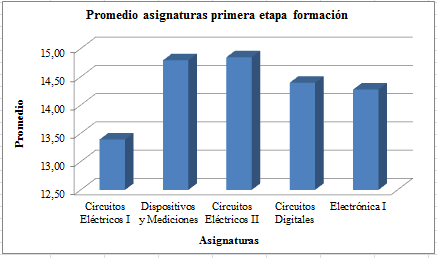 Promedio asignaturas primera etapa formación
15,00
14,50
14,00
13,50
13,00
12,50
Promedio
Circuitos
Eléctricos I
Dispositivos
y Mediciones
Circuitos
Eléctricos II
Circuitos
Digitales
Electrónica I
Asignaturas